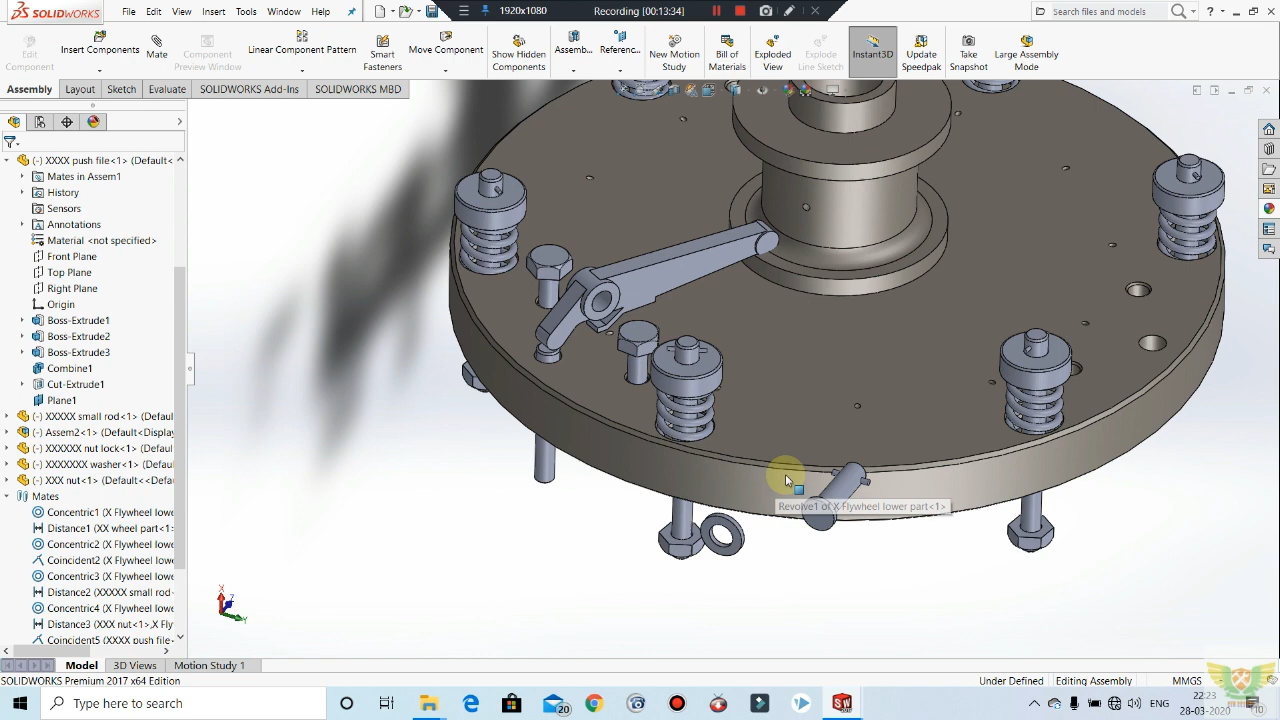 SOLIDWORKS
File
Edit
View
Insert
Tools
Window
Help
1920x1080
Recording [00:13:34]
Search files and models
Edit
Component
Insert Components
Mate
Component
Preview Window
Linear Component Pattern
Smart
Fasteners
Move Component
Show Hidden
Components
Assemb...
Referenc...
New Motion
Study
Bill of
Materials
Exploded
View
Explode
Line Sketch
Instant3D
Update
Speedpak
Take
Snapshot
Large Assembly
Mode
Assembly
Layout
Sketch
Evaluate
SOLIDWORKS Add-Ins
SOLIDWORKS MBD
(-) XXXX push file<1> (Default<
Mates in Assem1
History
Sensors
Annotations
Material <not specified>
Front Plane
Top Plane
Right Plane
Origin
Boss-Extrude1
Boss-Extrude2
Boss-Extrude3
Combine1
Cut-Extrude1
Plane1
(-) XXXXX small rod<1> (Defau
(-) Assem2<1> (Default<Display
(-) XXXXXX nut lock<1> (Defau
(-) XXXXXXX washer<1> (Defaul
(-) XXX nut<1> (Default<<Defau
Mates
Concentric1 (X Flywheel lowe
Distance1 (XX wheel part<1>
Concentric2 (X Flywheel lowe
Coincident2 (X Flywheel lowe
Concentric3 (X Flywheel lowe
Distance2 (XXXXX small rod<
Concentric4 (X Flywheel lowe
Distance3 (XXX nut<1>,X Fly
Coincident5 (XXXX push file<
Revolve1 of X Flywheel lower part<1>
X
Z
Y
Model
3D Views
Motion Study 1
SOLIDWORKS Premium 2017 x64 Edition
Under Defined
Editing Assembly
MMGS
Type here to search
20
ENG
22:23
28-03-2020
10